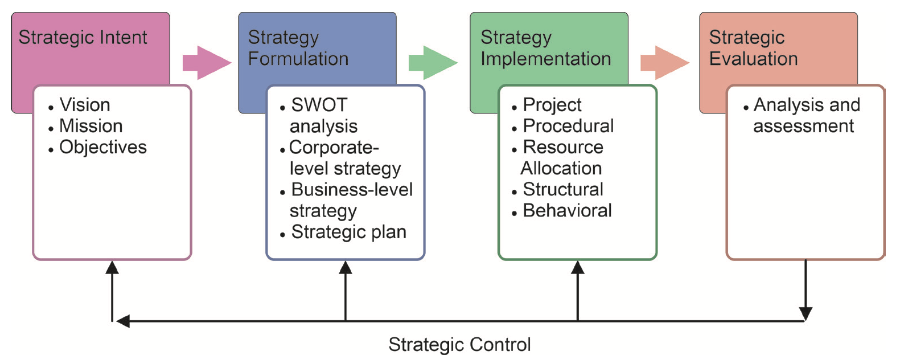 Strategic Intent
Vision
Mission
Objectives
Strategy
Formulation
SWOT
analysis
Corporate-
level strategy
Business-level
strategy
Strategic plan
Strategy
Implementation
Project
Procedural
Resource
Allocation
Structural
Behavioral
Strategic
Evaluation
Analysis and
assessment
Strategic Control